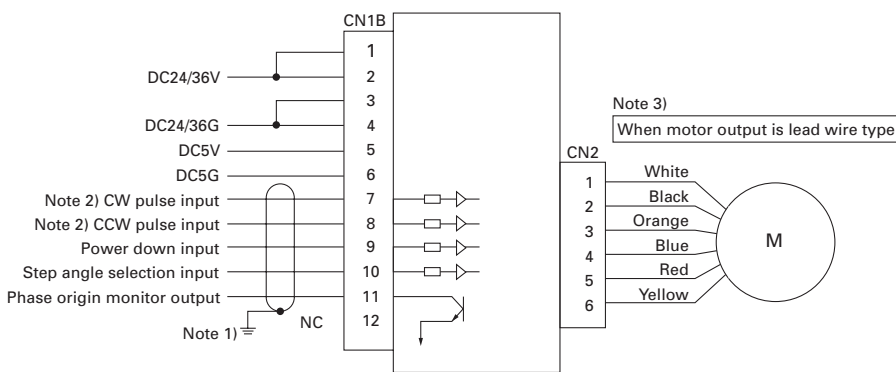 CN1B
1
DC24/36V 2
3
DC24/36G 4
DC5V 5
DC5G 6
Note 2) CW pulse input 7
Note 2) CCW pulse input 8
Power down input 9
Step angle selection input 10
Phase origin monitor output 11
Note 1) NC 12
Note 3)
When motor output is lead wire type
CN2
1 White
2 Black
3 Orange
4 Blue
5 Red
6 Yellow
M